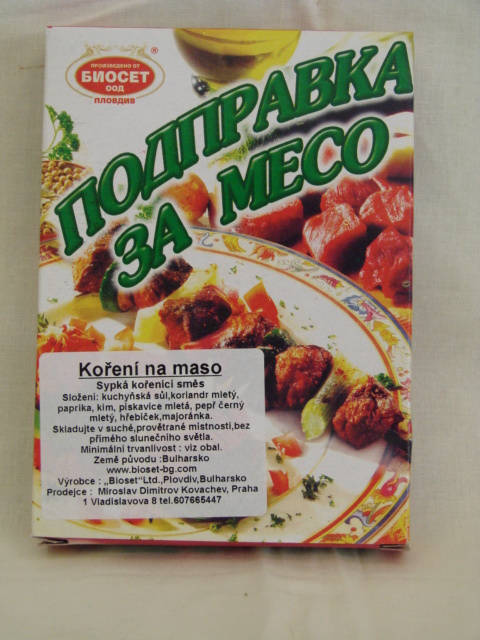 ПРОИЗВЕДЕНО ОТ
БИОСЕТ ®
ООД
ПЛОВДИВ
ПОДПРАВКА
ЗА МЕСО
Koření na maso
Sypká kořenící směs
Složení: kuchyňská sůl,koriandr mletý,
paprika, kim, piskavice mletá, pepř černý
mletý, hřebíček,majoránka.
Skladujte v suché,provětrané mistnosti,bez
přímého slunečního světla.
Minimální trvanlivost : viz obal.
Země původu :Bulharsko
www.bioset-bg.com
Výrobce : „Bioset“Ltd.,Plovdiv,Bulharsko
Prodejce : Miroslav Dimitrov Kovachev, Praha
1 Vladislavova 8 tel.607665447